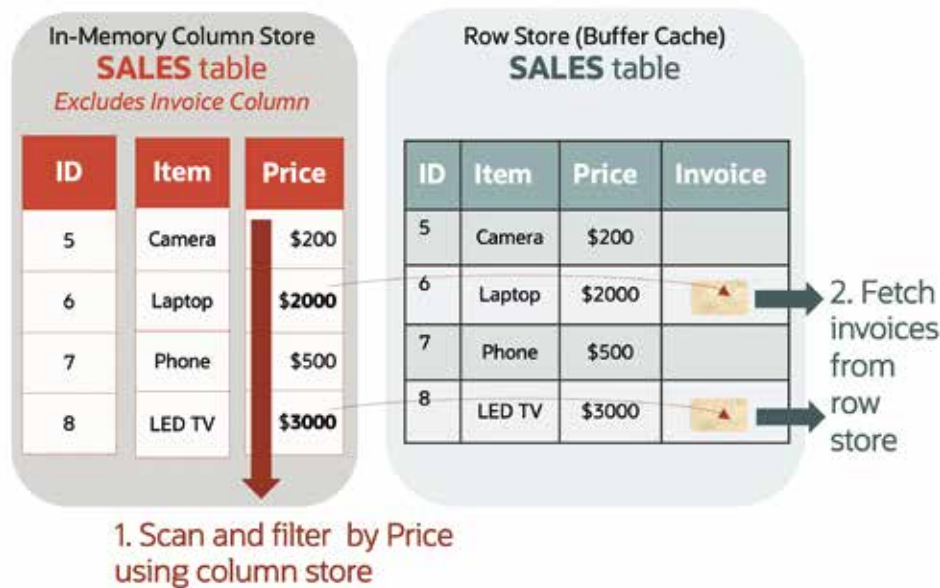 In-Memory Column Store
SALES table
Excludes Invoice Column
ID Item Price
5 Camera $200
6 Laptop $2000
7 Phone $500
8 LED TV $3000
1. Scan and filter by Price
using column store
Row Store (Buffer Cache)
SALES table
ID Item Price Invoice
5 Camera $200
6 Laptop $2000
7 Phone $500
8 LED TV $3000
2. Fetch
invoices
from
row
store